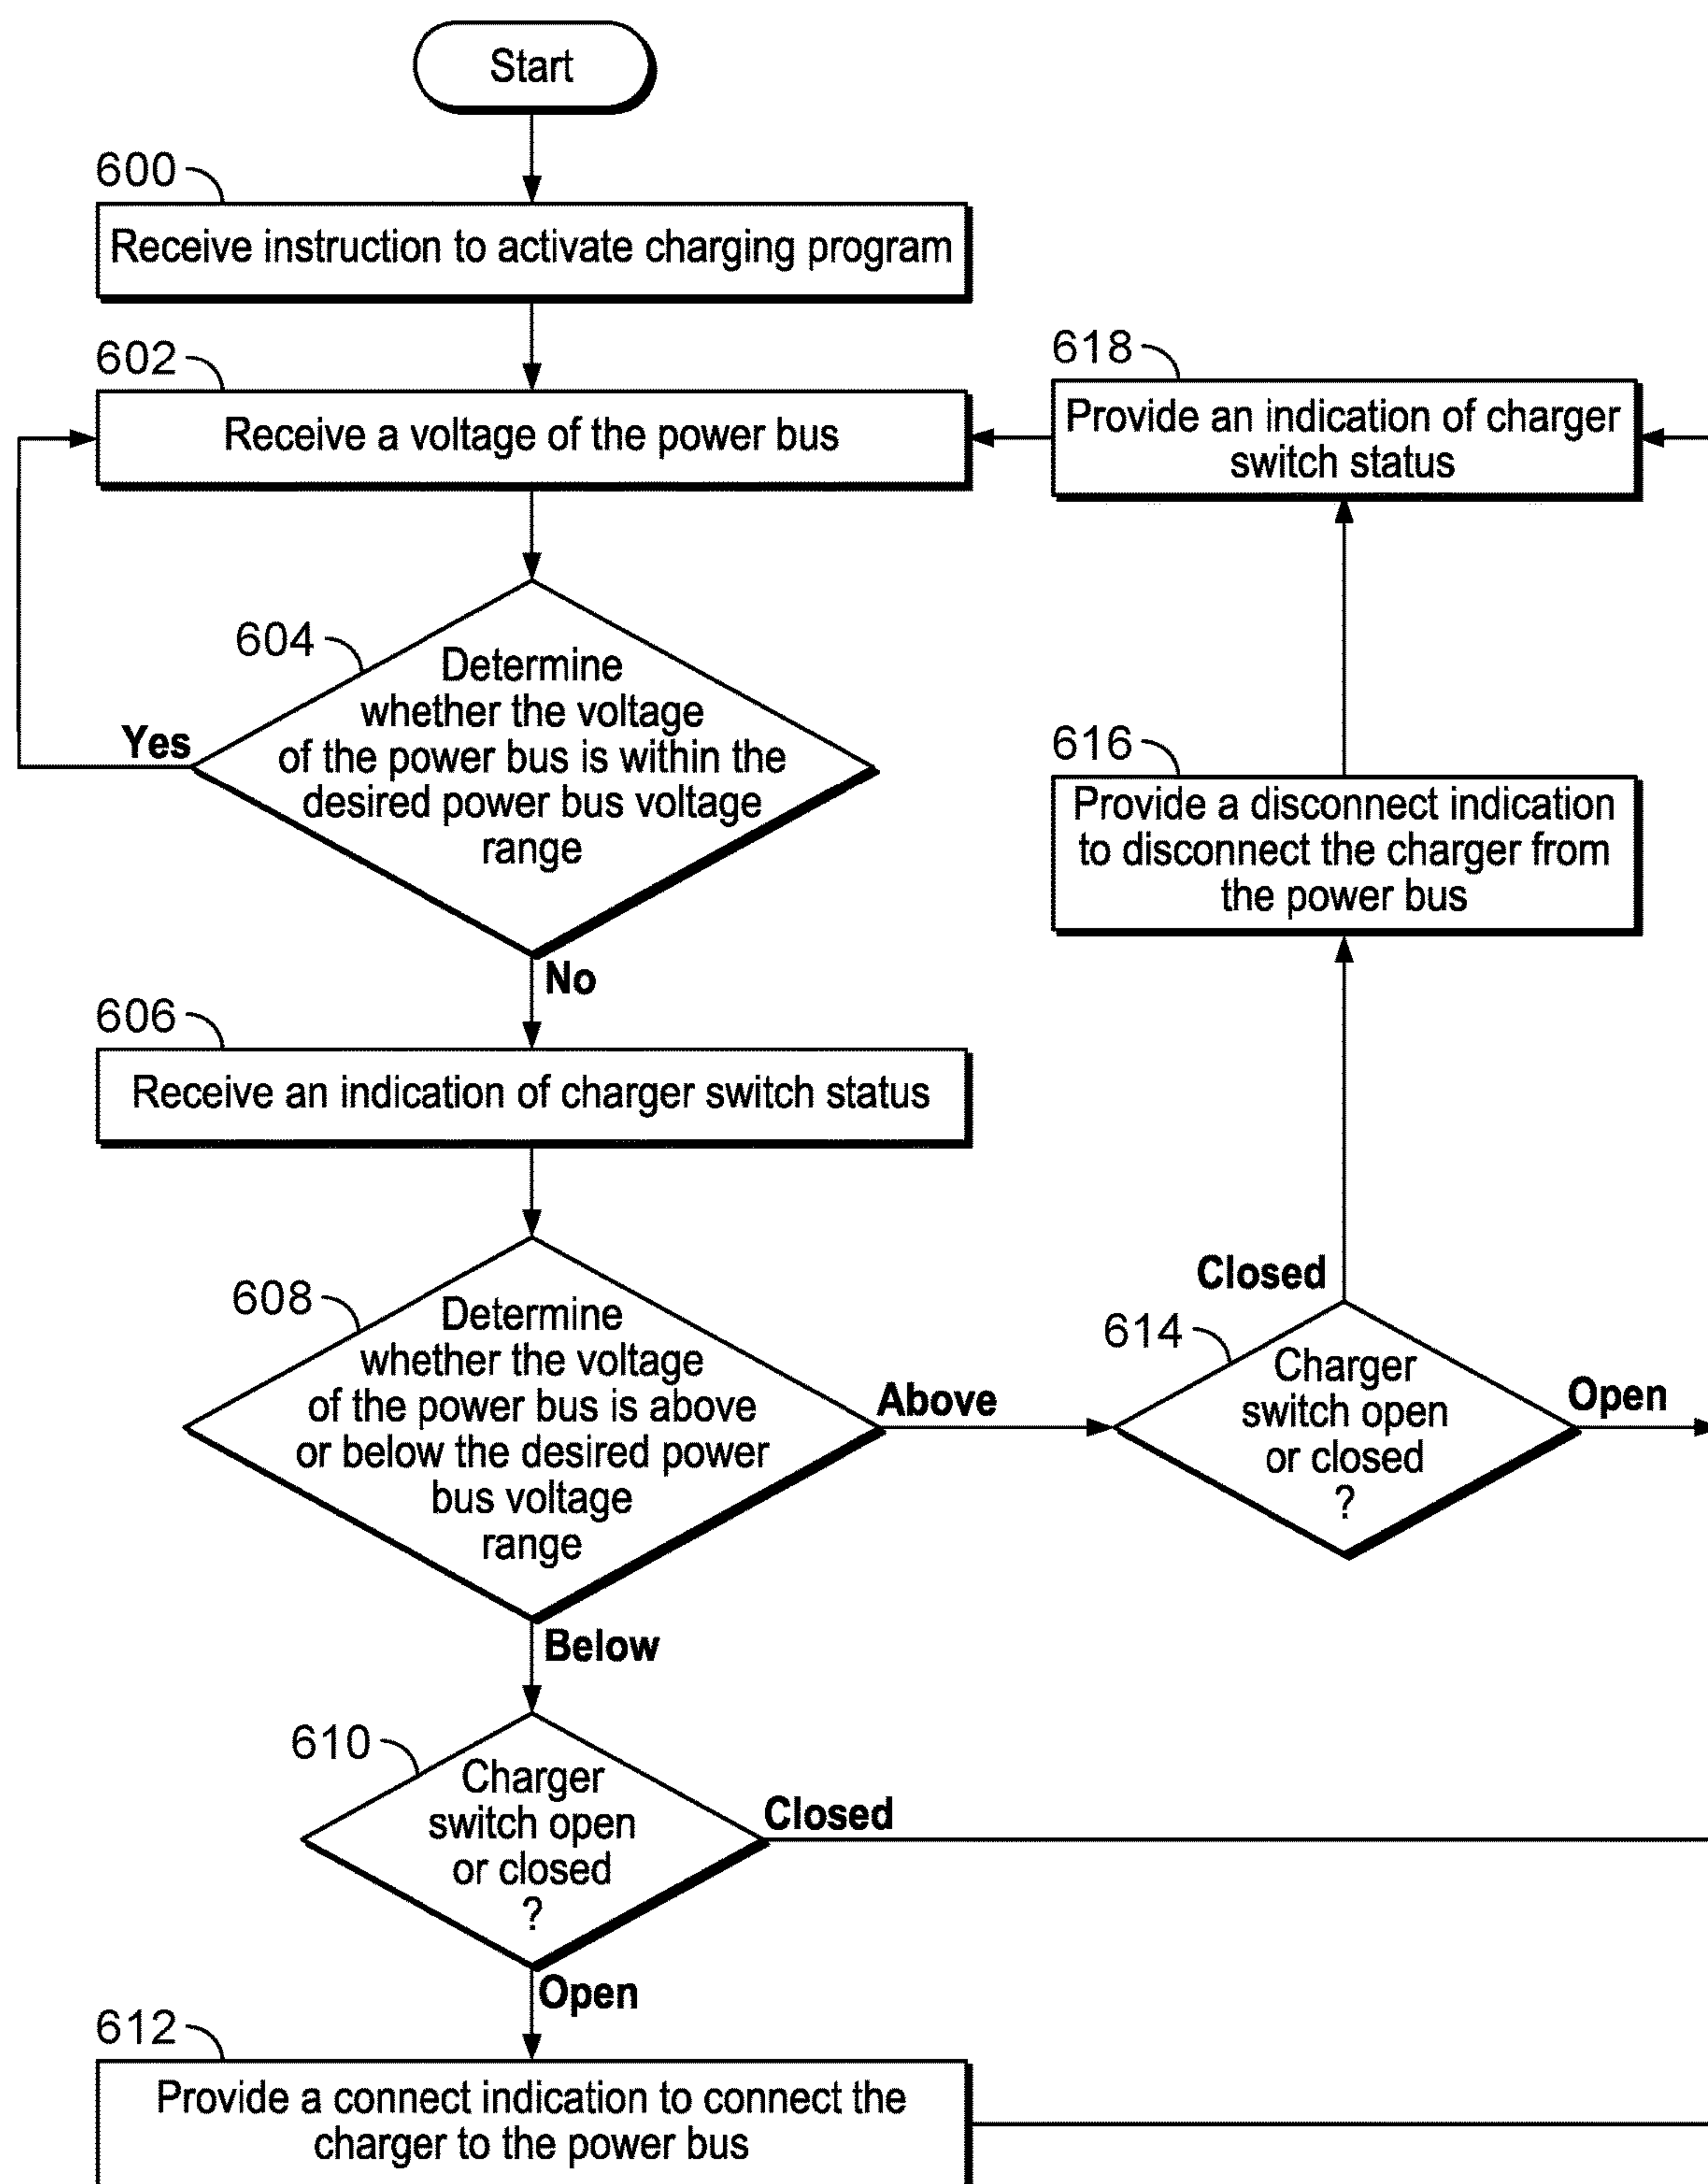 Start
600
Receive instruction to activate charging program
602
Receive a voltage of the power bus
618
Provide an indication of charger
switch status
604
Determine
whether the voltage
of the power bus is within the
desired power bus voltage
range
Yes
No
616
Provide a disconnect indication
to disconnect the charger from
the power bus
606
Receive an indication of charger switch status
608
Determine
whether the voltage
of the power bus is above
or below the desired power
bus voltage
range
Above
Below
614
Charger
switch open
or closed
?
Closed
Open
610
Charger
switch open
or closed
?
Closed
Open
612
Provide a connect indication to connect the
charger to the power bus